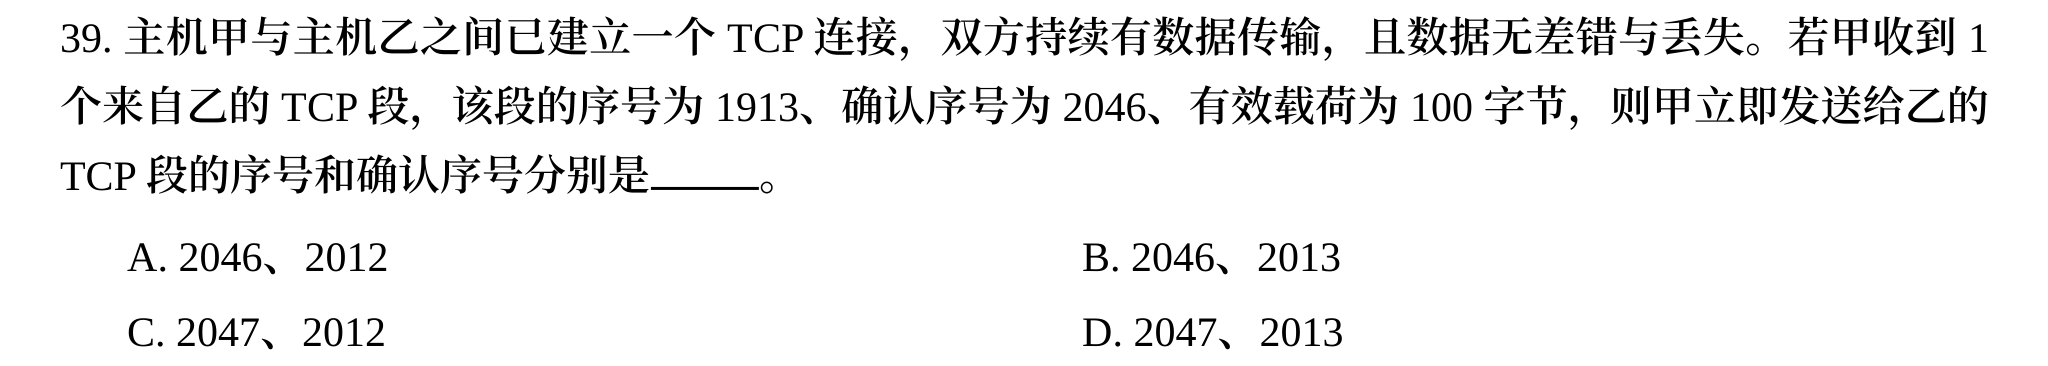 39. 主机甲与主机乙之间已建立一个 TCP 连接，双方持续有数据传输，且数据无差错与丢失。若甲收到 1
个来自乙的 TCP 段，该段的序号为 1913、确认序号为 2046、有效载荷为 100 字节，则甲立即发送给乙的
TCP 段的序号和确认序号分别是_____。
A. 2046、2012 B. 2046、2013
C. 2047、2012 D. 2047、2013